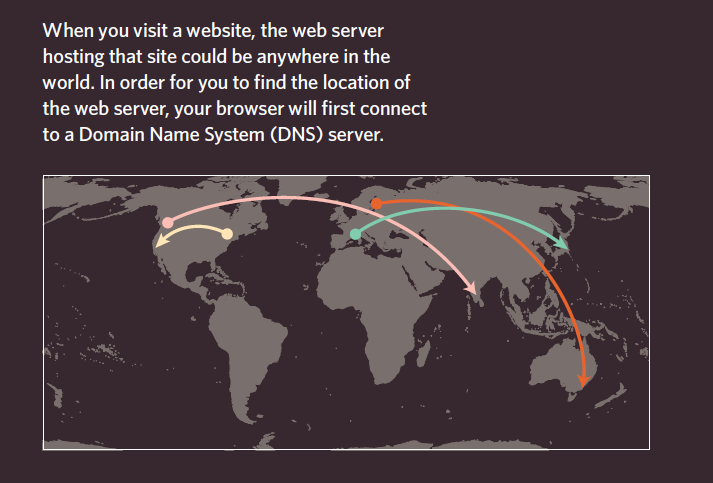 When you visit a website, the web server
hosting that site could be anywhere in the
world. In order for you to find the location of
the web server, your browser will first connect
to a Domain Name System (DNS) server.